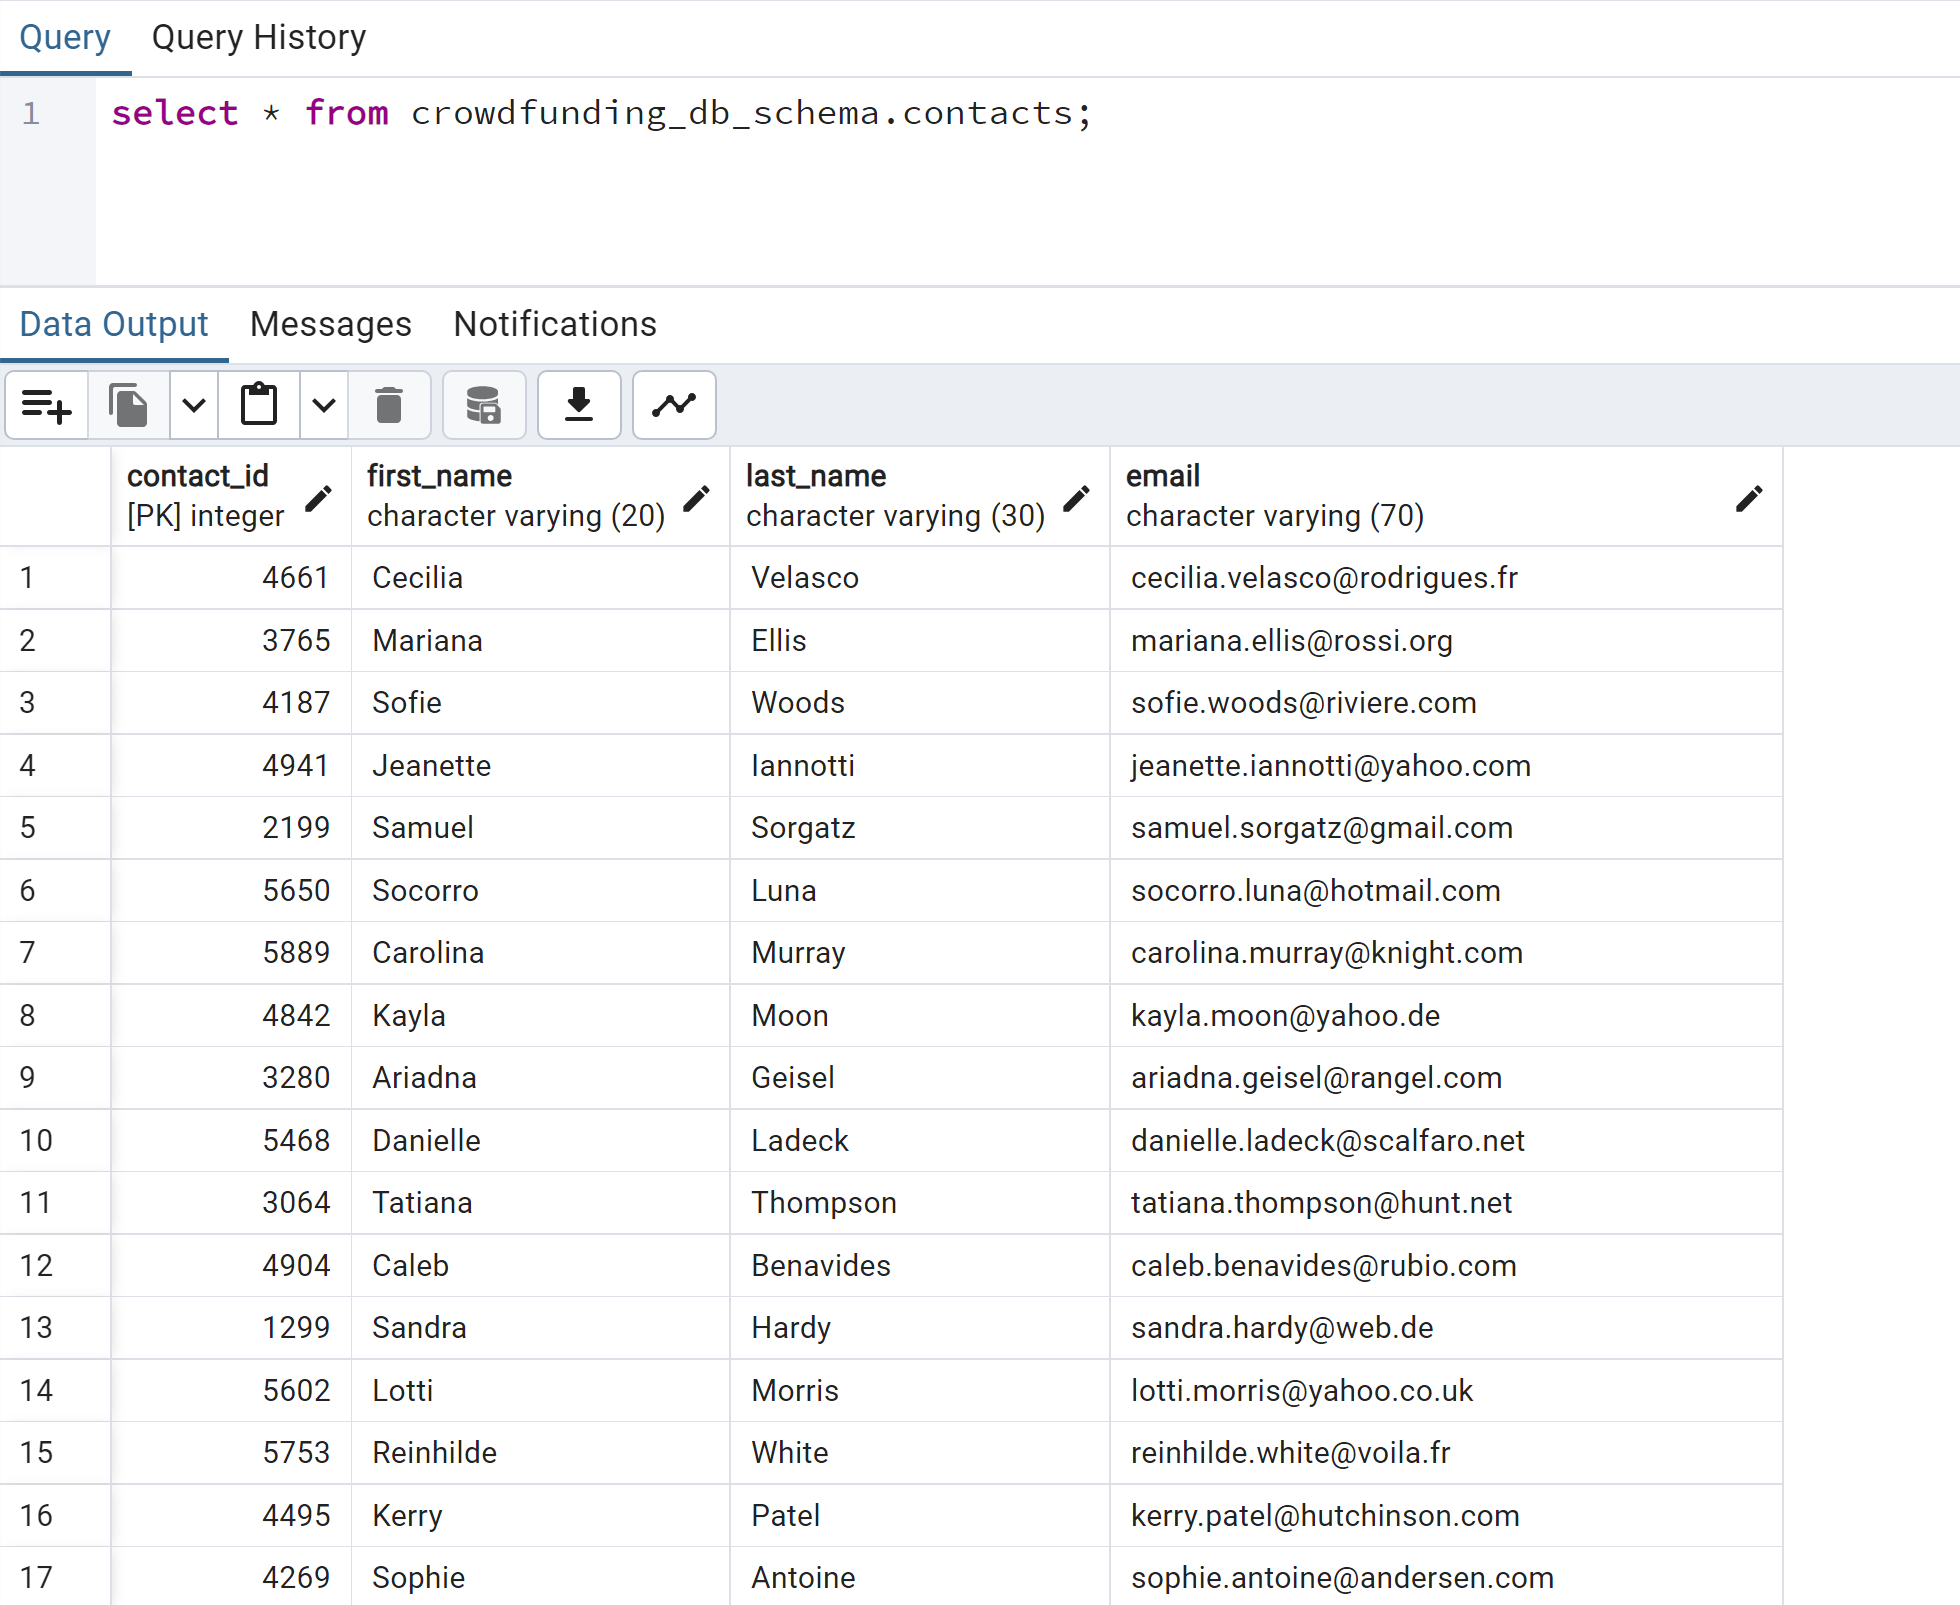 Query Query History
1 select * from crowdfunding_db_schema.contacts;
Data Output Messages Notifications
contact_id first_name last_name email
[PK] integer character varying (20) character varying (30) character varying (70)
1 4661 Cecilia Velasco cecilia.velasco@rodrigues.fr
2 3765 Mariana Ellis mariana.ellis@rossi.org
3 4187 Sofie Woods sofie.woods@riviere.com
4 4941 Jeanette Iannotti jeanette.iannotti@yahoo.com
5 2199 Samuel Sorgatz samuel.sorgatz@gmail.com
6 5650 Socorro Luna socorro.luna@hotmail.com
7 5889 Carolina Murray carolina.murray@knight.com
8 4842 Kayla Moon kayla.moon@yahoo.de
9 3280 Ariadna Geisel ariadna.geisel@rangel.com
10 5468 Danielle Ladeck danielle.ladeck@scalfaro.net
11 3064 Tatiana Thompson tatiana.thompson@hunt.net
12 4904 Caleb Benavides caleb.benavides@rubio.com
13 1299 Sandra Hardy sandra.hardy@web.de
14 5602 Lotti Morris lotti.morris@yahoo.co.uk
15 5753 Reinhilde White reinhilde.white@voila.fr
16 4495 Kerry Patel kerry.patel@hutchinson.com
17 4269 Sophie Antoine sophie.antoine@andersen.com